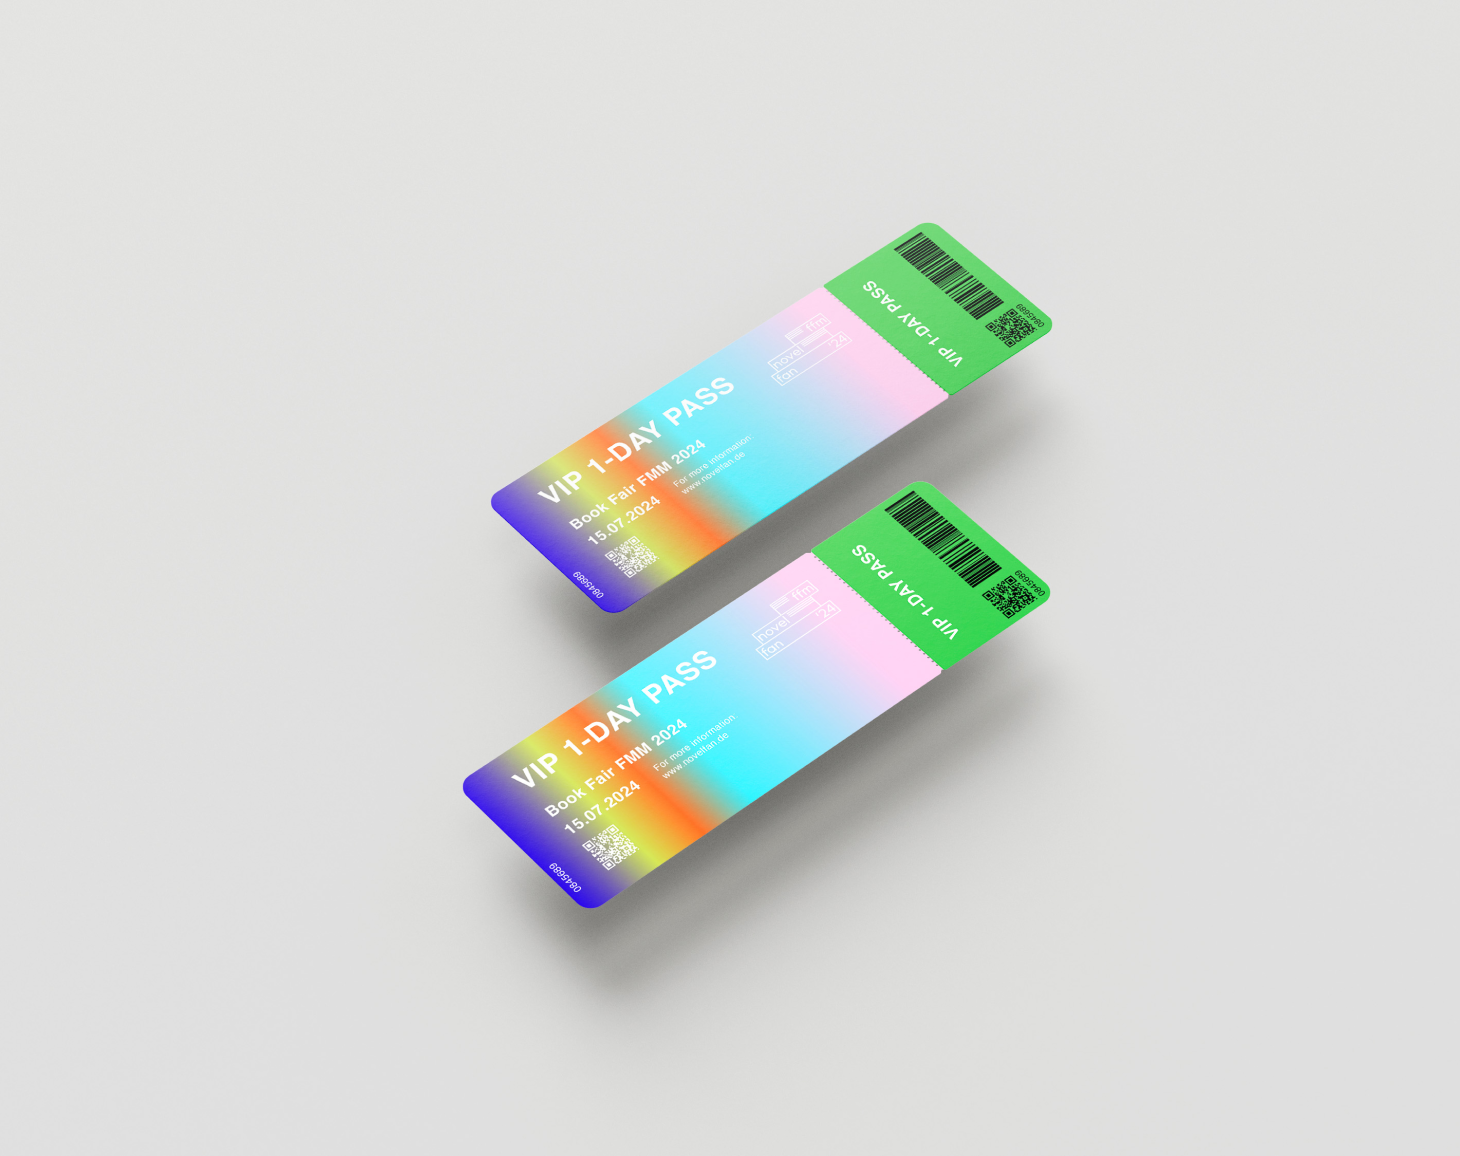 VIP 1-DAY PASS
Book Fair FMM 2024
15.07.2024
For more information:
www.novelfan.de
0845689
ffm
novel
'24
fan
VIP 1-DAY PASS
0845689
VIP 1-DAY PASS
Book Fair FMM 2024
15.07.2024
For more information:
www.novelfan.de
0845689
ffm
novel
'24
fan
VIP 1-DAY PASS
0845689